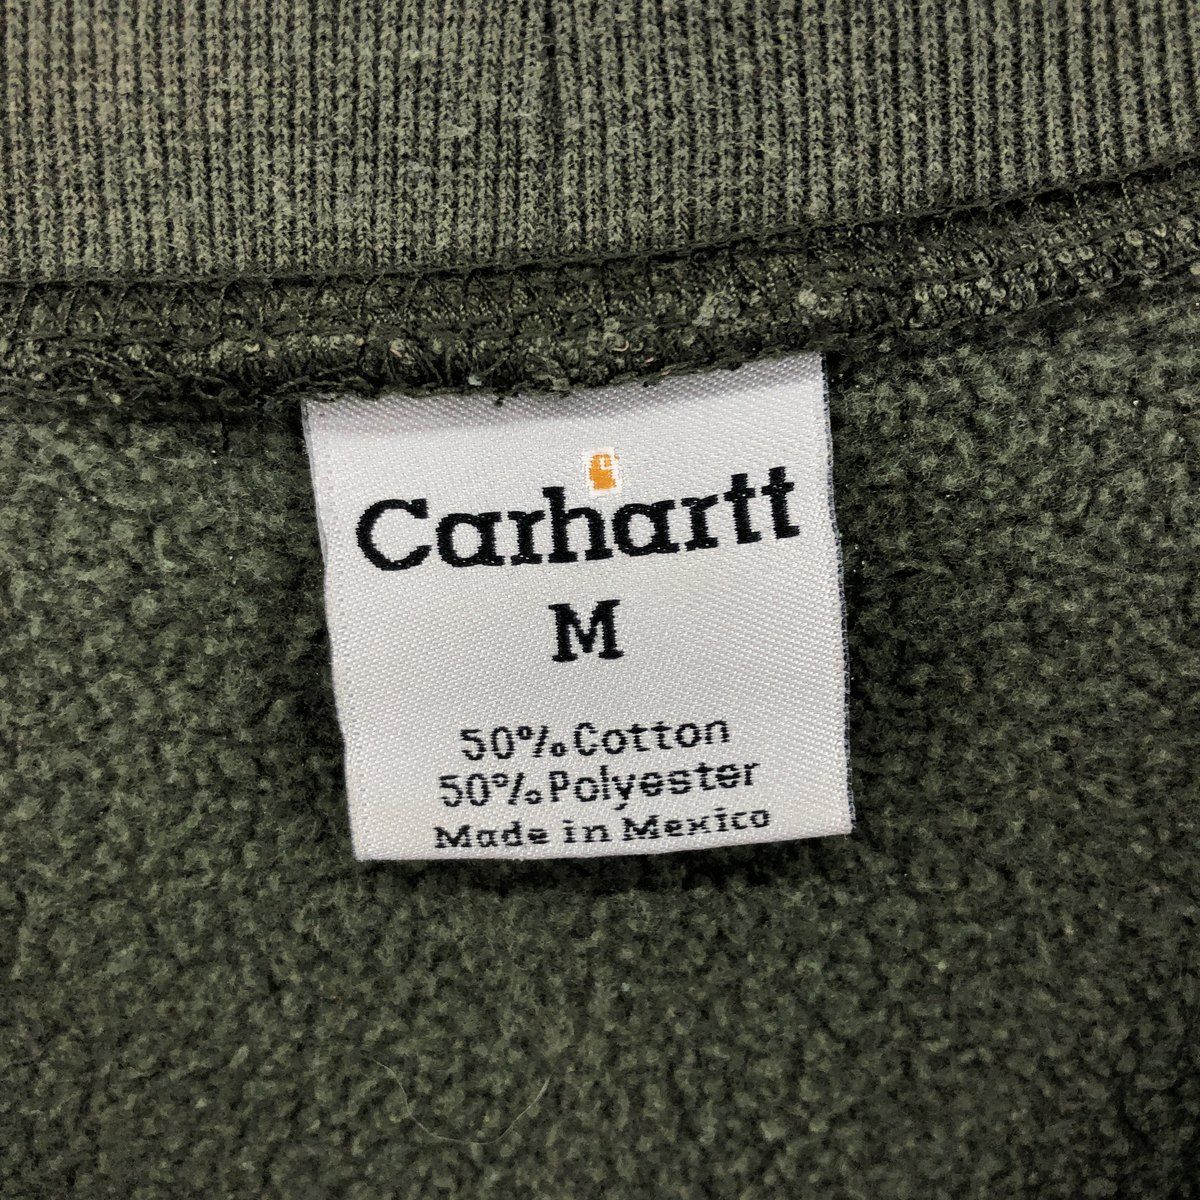 Carhartt
M
50% Cotton
50% Polyester
Made in Mexico